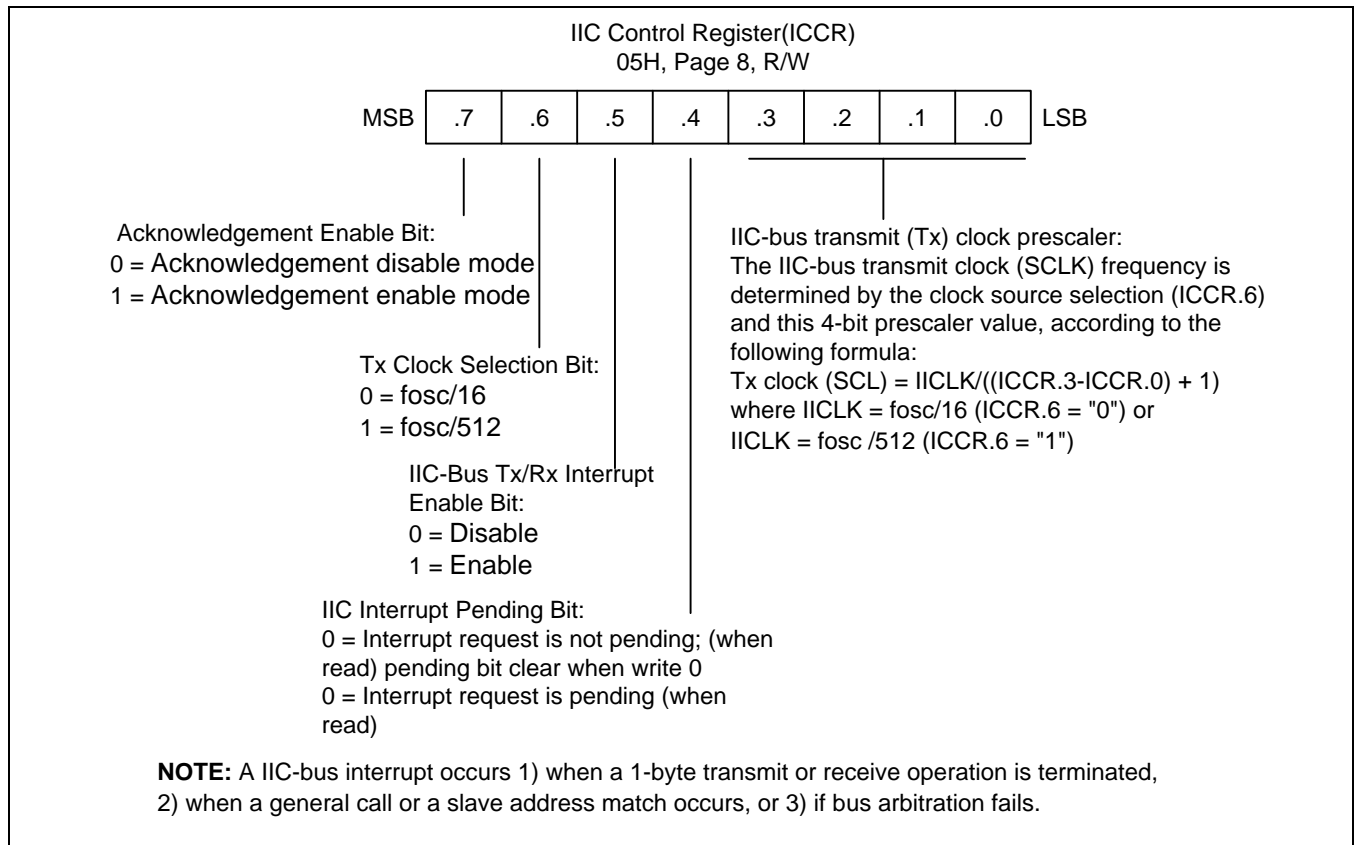 IIC Control Register(ICCR)
05H, Page 8, R/W
MSB .7 .6 .5 .4 .3 .2 .1 .0 LSB
Acknowledgement Enable Bit:
0 = Acknowledgement disable mode
1 = Acknowledgement enable mode
Tx Clock Selection Bit:
0 = fosc/16
1 = fosc/512
IIC-Bus Tx/Rx Interrupt
Enable Bit:
0 = Disable
1 = Enable
IIC Interrupt Pending Bit:
0 = Interrupt request is not pending; (when
read) pending bit clear when write 0
0 = Interrupt request is pending (when
read)
IIC-bus transmit (Tx) clock prescaler:
The IIC-bus transmit clock (SCLK) frequency is
determined by the clock source selection (ICCR.6)
and this 4-bit prescaler value, according to the
following formula:
Tx clock (SCL) = IICLK/((ICCR.3-ICCR.0) + 1)
where IICLK = fosc/16 (ICCR.6 = "0") or
IICLK = fosc /512 (ICCR.6 = "1")
NOTE: A IIC-bus interrupt occurs 1) when a 1-byte transmit or receive operation is terminated,
2) when a general call or a slave address match occurs, or 3) if bus arbitration fails.